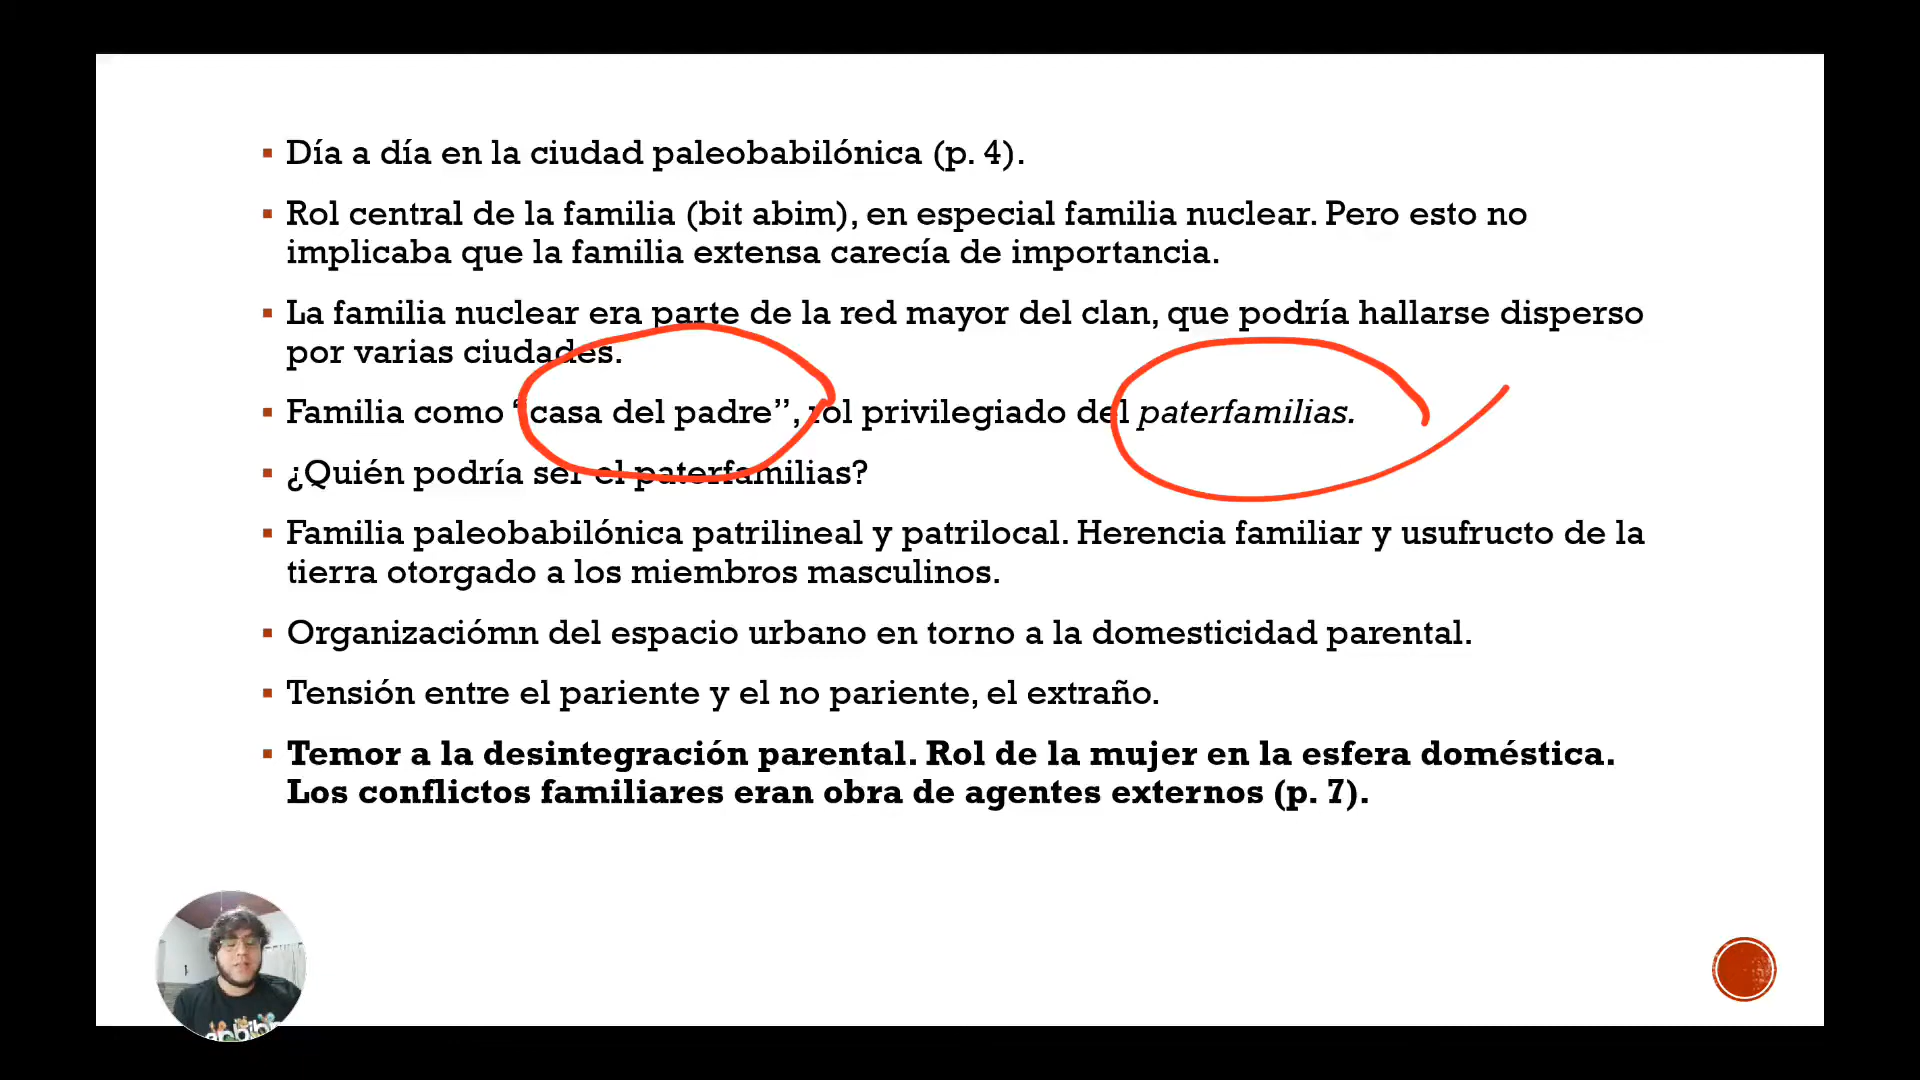 Día a día en la ciudad paleobabilónica (p. 4).
Rol central de la familia (bit abim), en especial familia nuclear. Pero esto no
implicaba que la familia extensa carecía de importancia.
La familia nuclear era parte de la red mayor del clan, que podría hallarse disperso
por varias ciudades.
Familia como “casa del padre”, rol privilegiado del paterfamilias.
¿Quién podría ser el paterfamilias?
Familia paleobabilónica patrilineal y patrilocal. Herencia familiar y usufructo de la
tierra otorgado a los miembros masculinos.
Organizaciómn del espacio urbano en torno a la domesticidad parental.
Tensión entre el pariente y el no pariente, el extraño.
Temor a la desintegración parental. Rol de la mujer en la esfera doméstica.
Los conflictos familiares eran obra de agentes externos (p. 7).